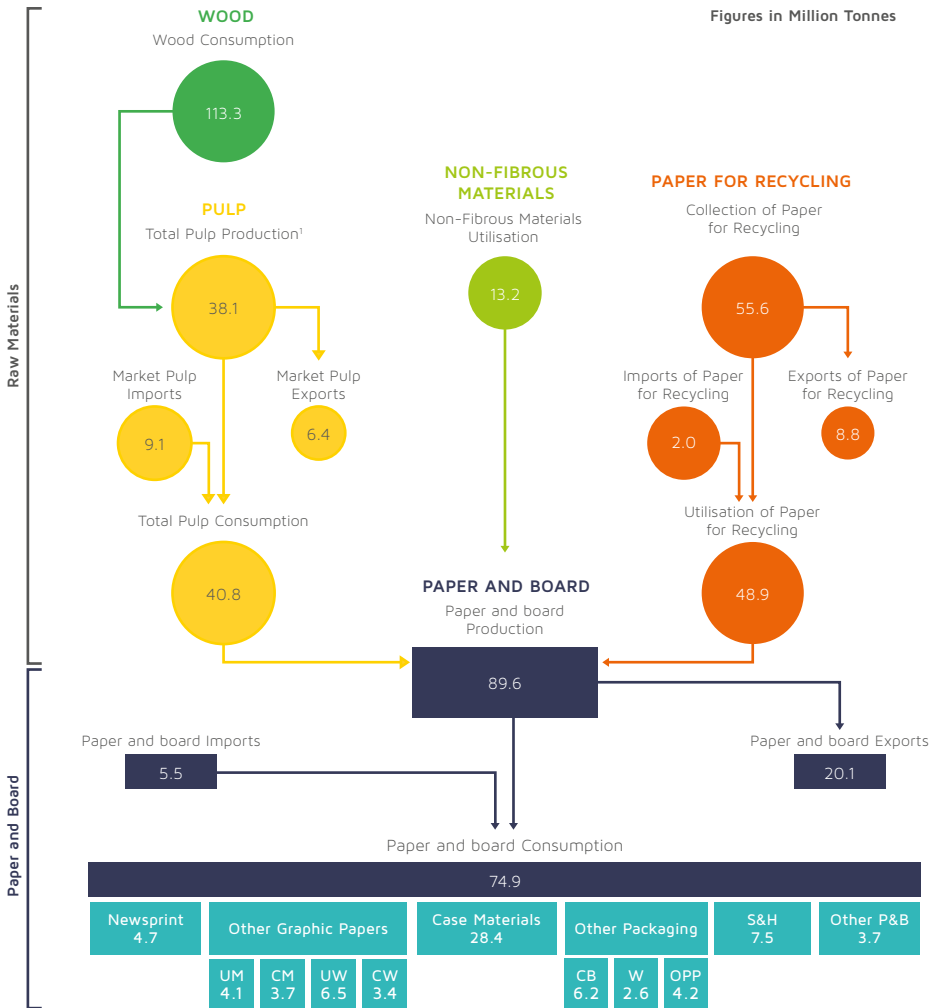 WOOD
Wood Consumption
113.3
Figures in Million Tonnes
Raw Materials
PULP
Total Pulp Production¹
38.1
Market Pulp
Imports
9.1
Market Pulp
Exports
6.4
Total Pulp Consumption
40.8
NON-FIBROUS
MATERIALS
Non-Fibrous Materials
Utilisation
13.2
PAPER FOR RECYCLING
Collection of Paper
for Recycling
55.6
Imports of Paper
for Recycling
2.0
Exports of Paper
for Recycling
8.8
Utilisation of Paper
for Recycling
48.9
PAPER AND BOARD
Paper and board
Production
89.6
Paper and Board
Paper and board Imports
5.5
Paper and board Exports
20.1
Paper and board Consumption
74.9
Newsprint
4.7
Other Graphic Papers
UM
4.1
CM
3.7
UW
6.5
CW
3.4
Case Materials
28.4
Other Packaging
CB
6.2
W
2.6
OPP
4.2
S&H
7.5
Other P&B
3.7